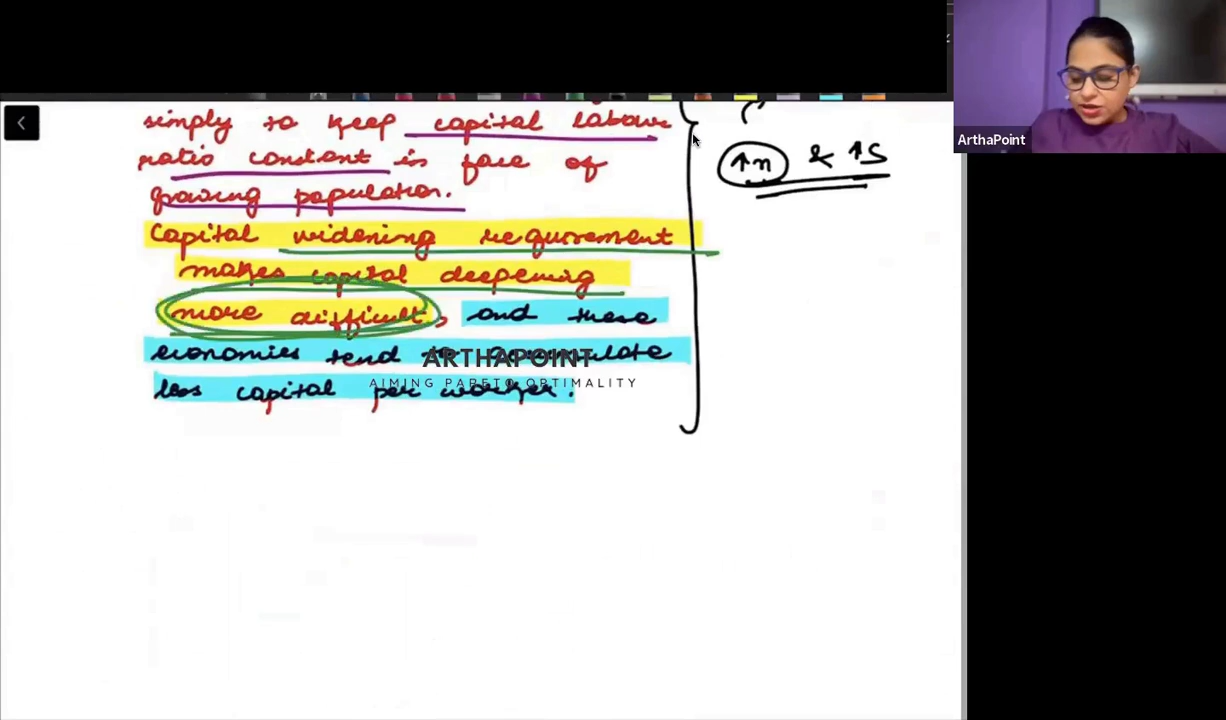 simply to keep capital labour
ratio constant in face of
growing population.
Capital widening requirement
makes capital deepening
more difficult, and these
economies tend to accumulate
less capital per worker.
↑n & ↑s
ARTHAPOINT
AIMING PARETO OPTIMALITY
ArthaPoint